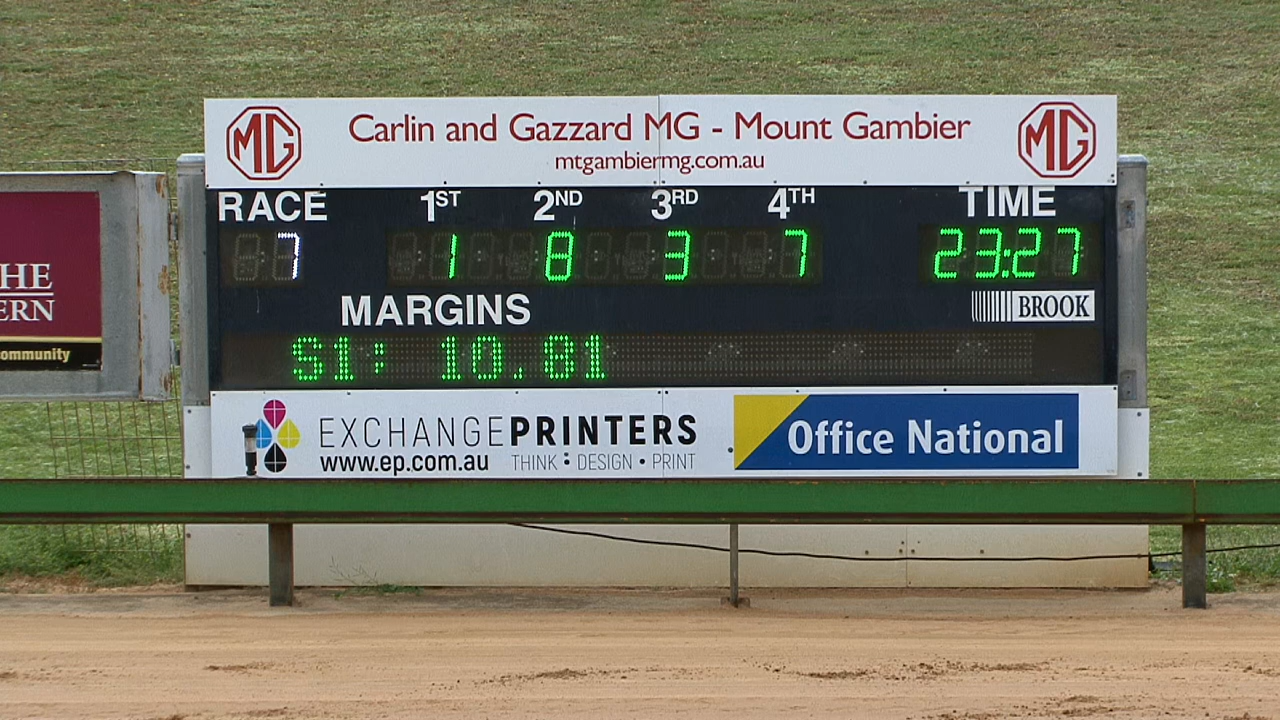 MG Carlin and Gazzard MG - Mount Gambier MG
mtgambiermg.com.au
RACE 1ST 2ND 3RD 4TH TIME
7 1 8 3 7 23:27
MARGINS
BROOK
S1: 10.81
HE
ERN
ommunity
EXCHANGEPRINTERS
www.ep.com.au THINK : DESIGN • PRINT
Office National